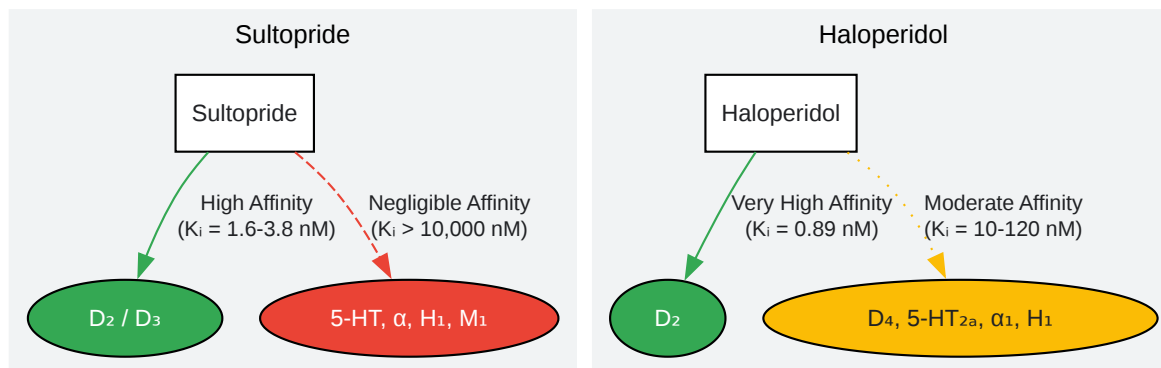 Sultopride
Sultopride
High Affinity
(Kᵢ = 1.6-3.8 nM)
Negligible Affinity
(Kᵢ > 10,000 nM)
D₂ / D₃
5-HT, α, H₁, M₁
Haloperidol
Haloperidol
Very High Affinity
(Kᵢ = 0.89 nM)
Moderate Affinity
(Kᵢ = 10-120 nM)
D₂
D₄, 5-HT₂ₐ, α₁, H₁